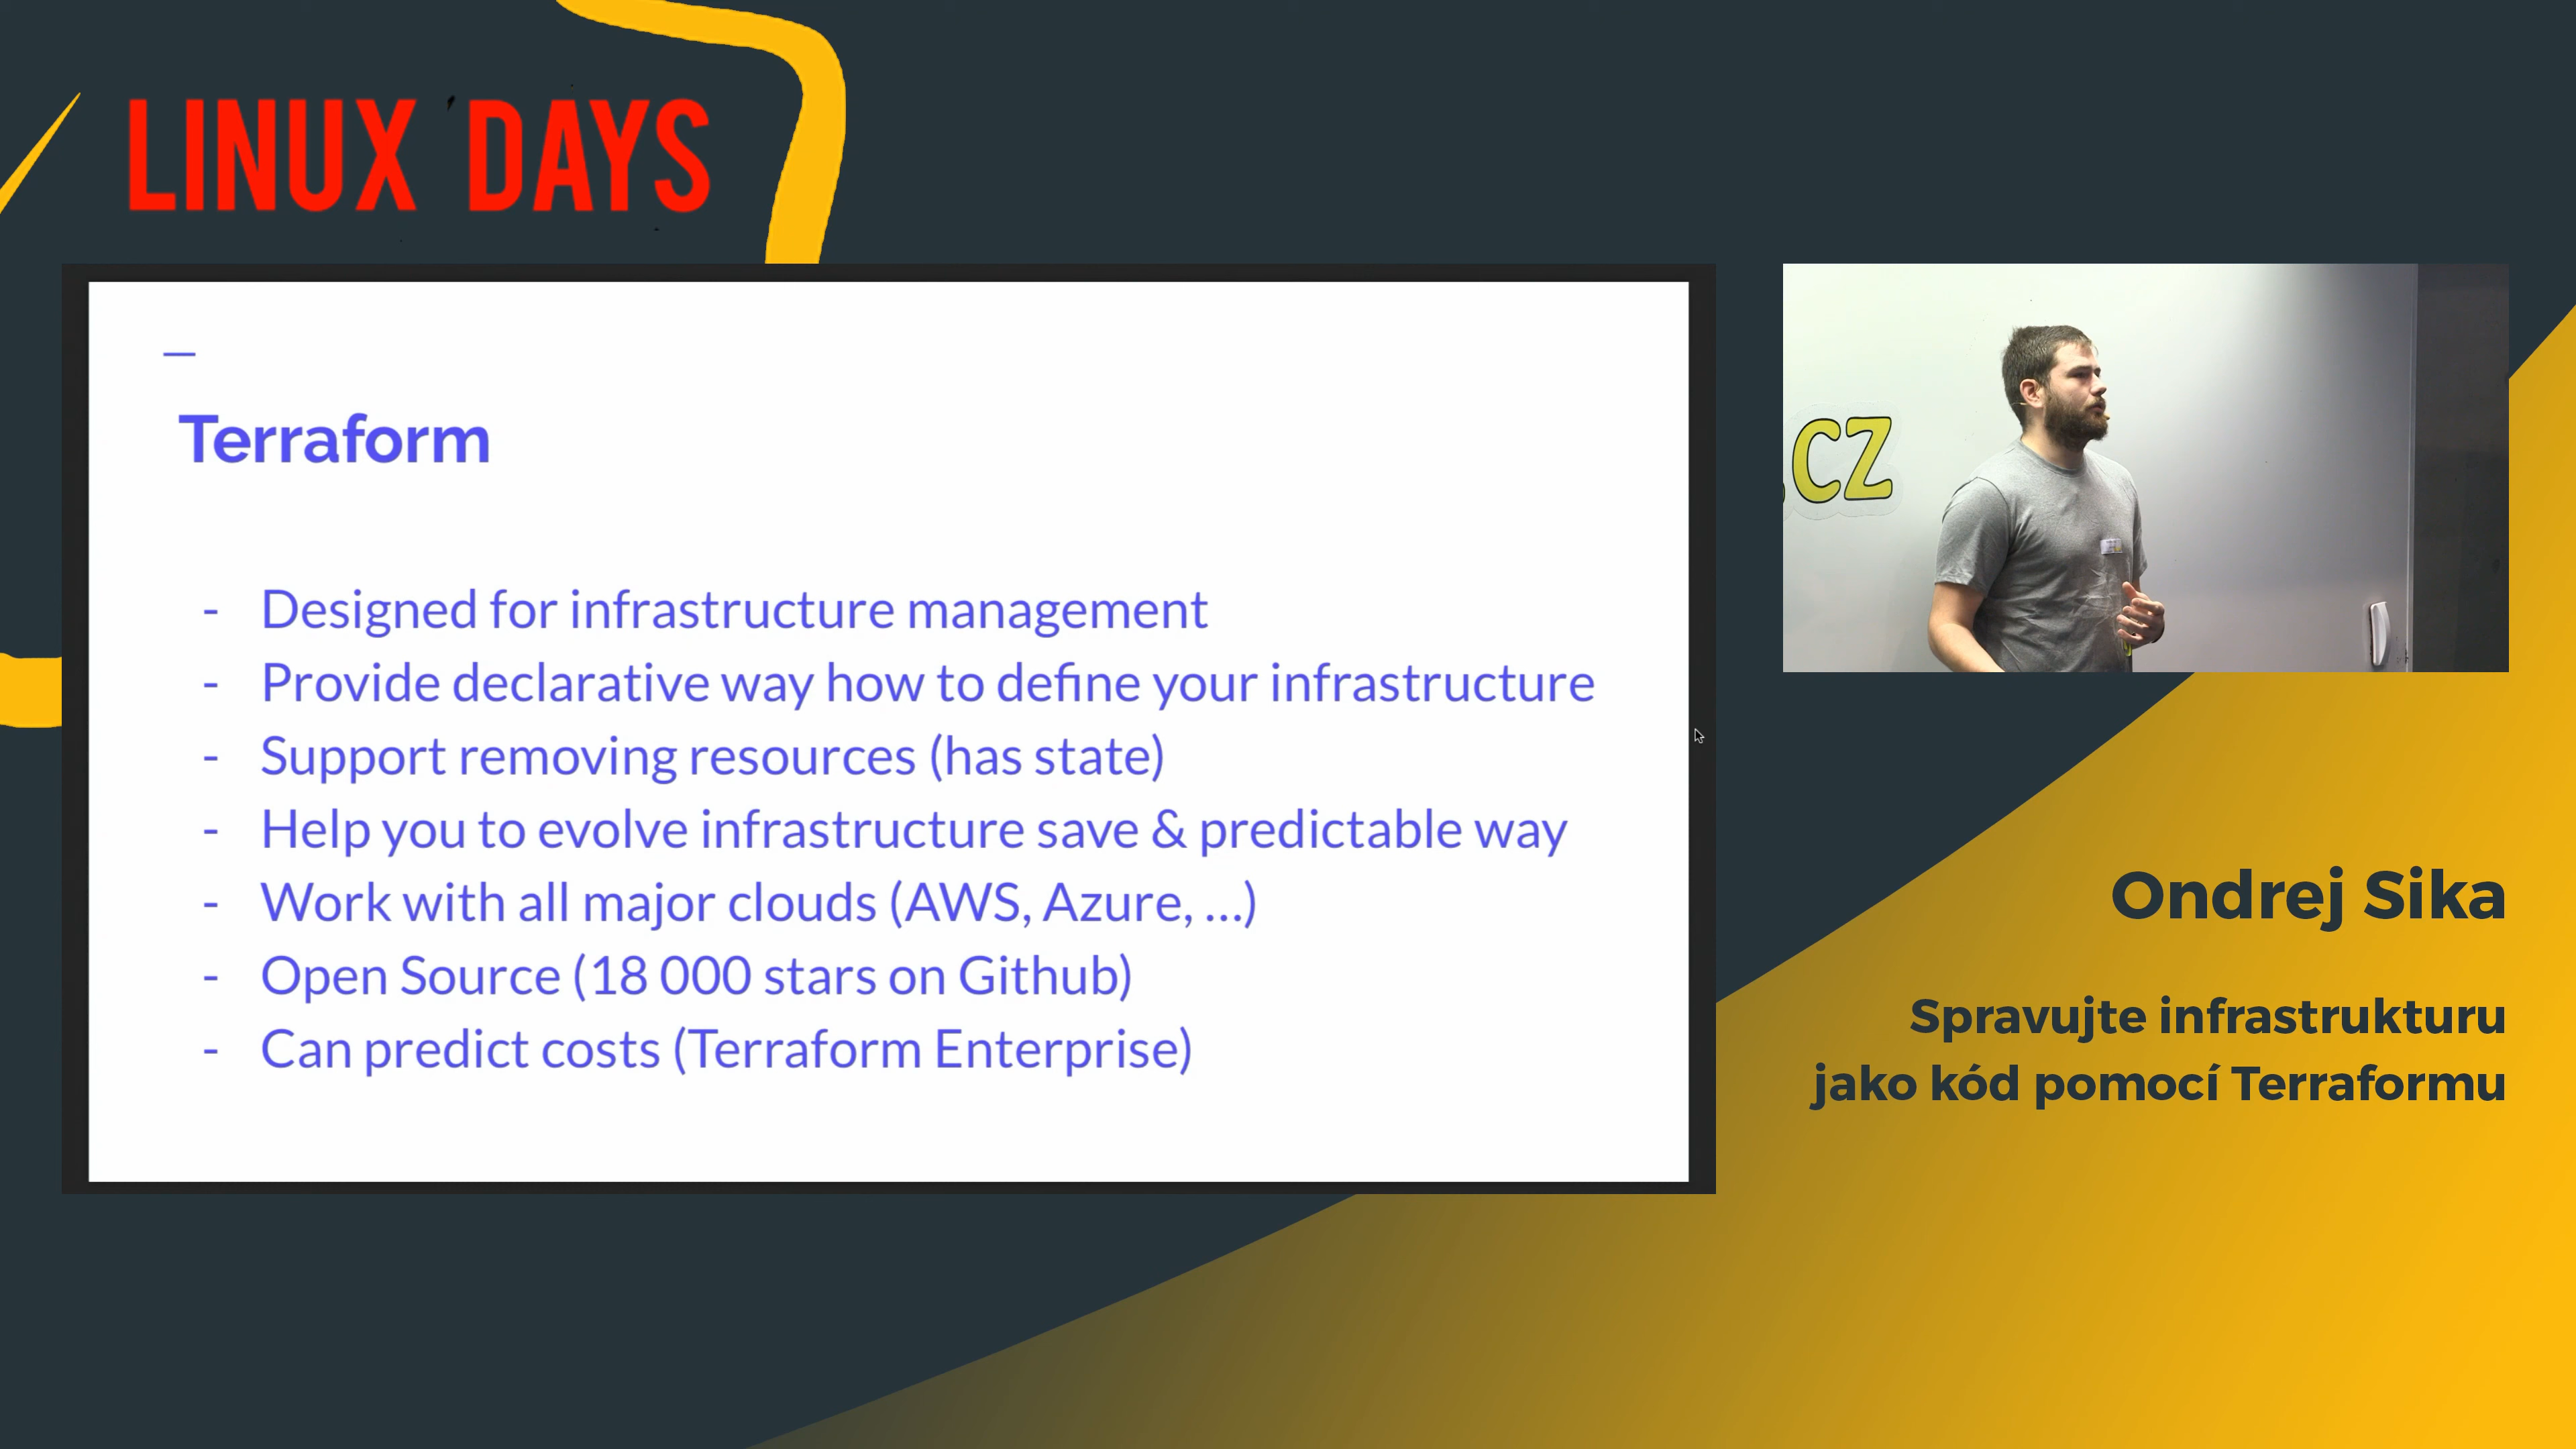 LINUX DAYS
Terraform
- Designed for infrastructure management
- Provide declarative way how to define your infrastructure
- Support removing resources (has state)
- Help you to evolve infrastructure save & predictable way
- Work with all major clouds (AWS, Azure, ...)
- Open Source (18 000 stars on Github)
- Can predict costs (Terraform Enterprise)
.CZ
Ondrej Sika
Spravujte infrastrukturu
jako kód pomocí Terraformu